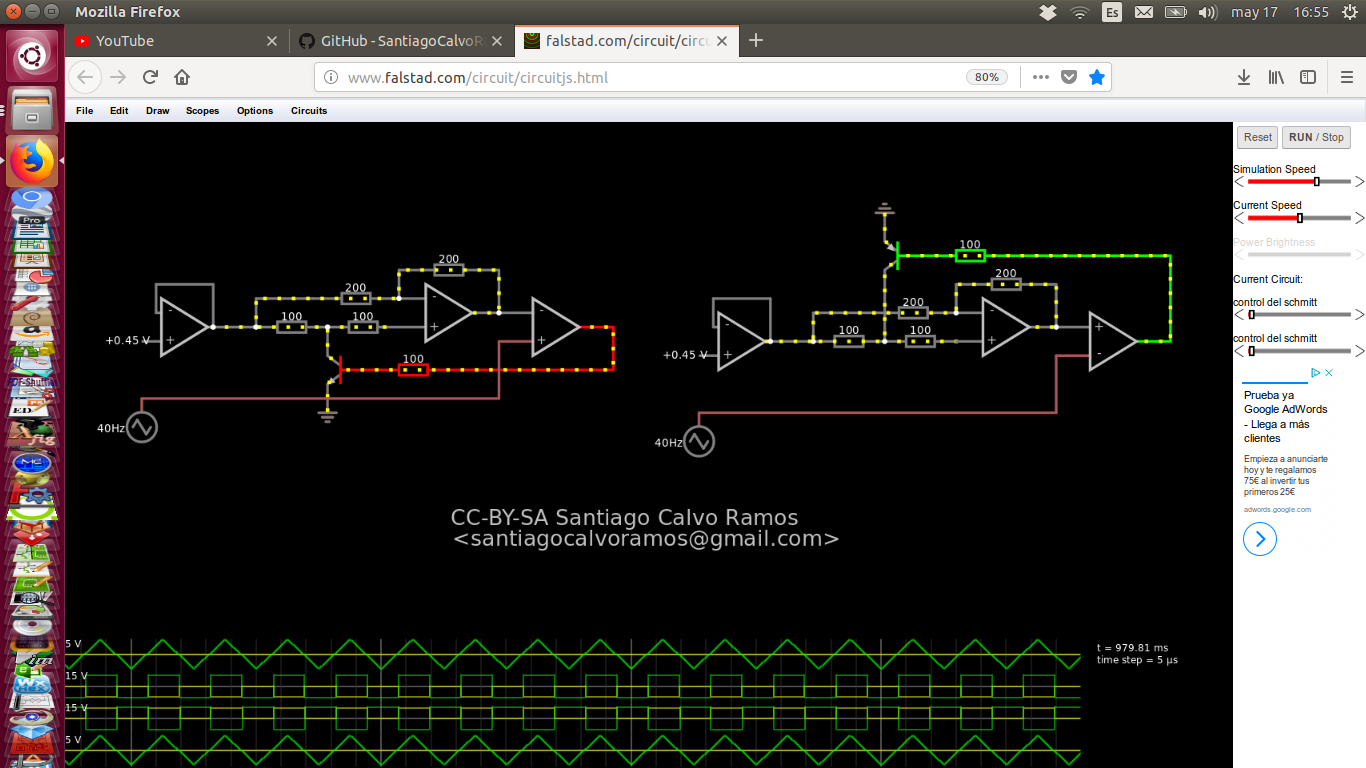 Mozilla Firefox
Es
may 17
16:55
YouTube
GitHub - SantiagoCalvoR
falstad.com/circuit/circu
www.falstad.com/circuit/circuitjs.html
80%
File Edit Draw Scopes Options Circuits
Reset
RUN / Stop
Simulation Speed
Current Speed
Power Brightness
Current Circuit:
control del schmitt
control del schmitt
Prueba ya
Google AdWords
- Llega a más
clientes
Empieza a anunciarte
hoy y te regalamos
75€ al invertir tus
primeros 25€
adwords.google.com
200
200
100
100
+0.45 V
100
40Hz
100
200
200
100
100
+0.45 V
40Hz
CC-BY-SA Santiago Calvo Ramos
<santiagocalvoramos@gmail.com>
5 V
15 V
15 V
5 V
t = 979.81 ms
time step = 5 µs